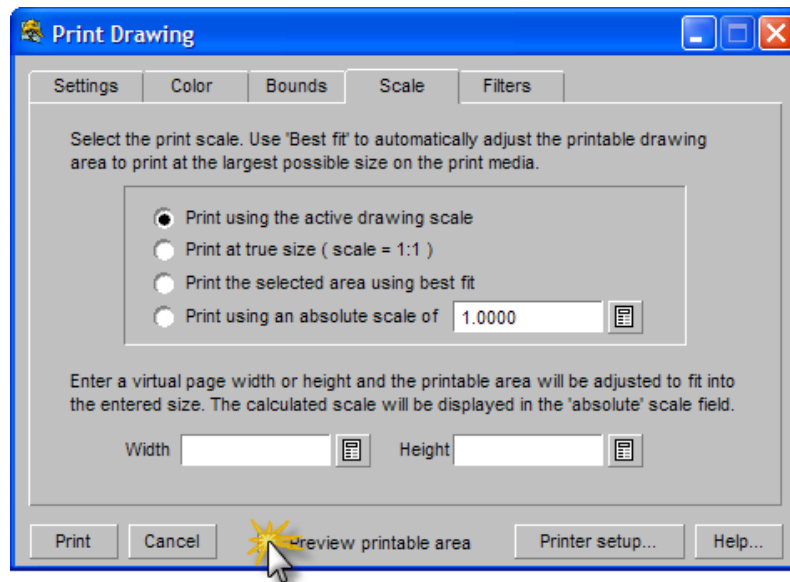 Print Drawing
Settings Color Bounds Scale Filters
Select the print scale. Use 'Best fit' to automatically adjust the printable drawing
area to print at the largest possible size on the print media.
Print using the active drawing scale
Print at true size ( scale = 1:1 )
Print the selected area using best fit
Print using an absolute scale of 1.0000
Enter a virtual page width or height and the printable area will be adjusted to fit into
the entered size. The calculated scale will be displayed in the 'absolute' scale field.
Width Height
Print Cancel Preview printable area Printer setup... Help...